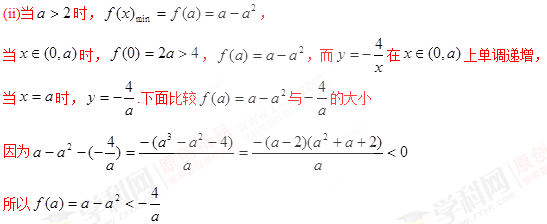 (ii)当a>2时，f(x)min=f(a)=a−a²，
当x∈(0,a)时，f(0)=2a>4，f(a)=a−a²，而y=−4/x在x∈(0,a)上单调递增，
当x=a时，y=−4/a.下面比较f(a)=a−a²与−4/a的大小
因为a−a²−(−4/a)=−(a³−a²−4)/a=−(a−2)(a²+a+2)/a<0
所以f(a)=a−a²<−4/a